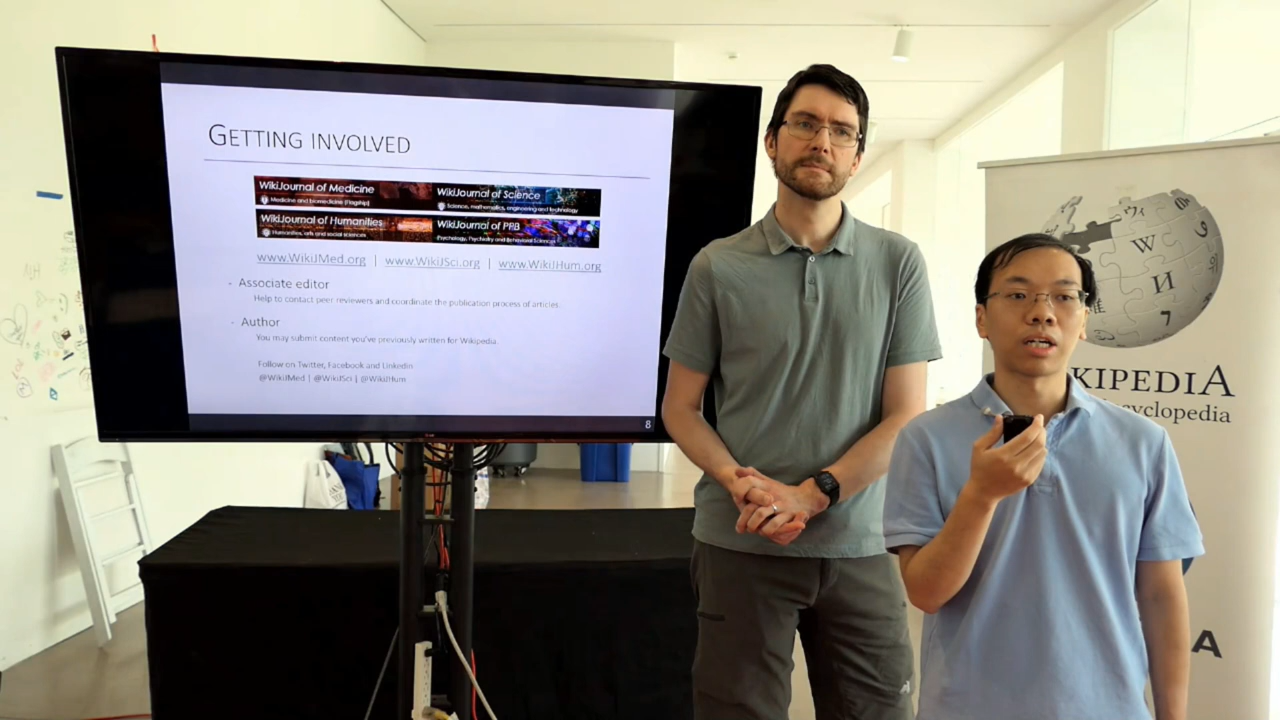 GETTING INVOLVED
WikiJournal of Medicine
Medicine and biomedicine (Flagship)
WikiJournal of Science
Science, mathematics, engineering and technology
WikiJournal of Humanities
Humanities, arts and social sciences
WikiJournal of PPB
Psychology, Psychiatry and Behavioral Sciences
www.WikiJMed.org | www.WikiJSci.org | www.WikiJHum.org
- Associate editor
Help to contact peer reviewers and coordinate the publication process of articles.
- Author
You may submit content you've previously written for Wikipedia.
Follow on Twitter, Facebook and Linkedin
@WikiJMed | @WikiJSci | @WikiJHum
8
W
И
7
維
KIPEDIA
cyclopedia
A